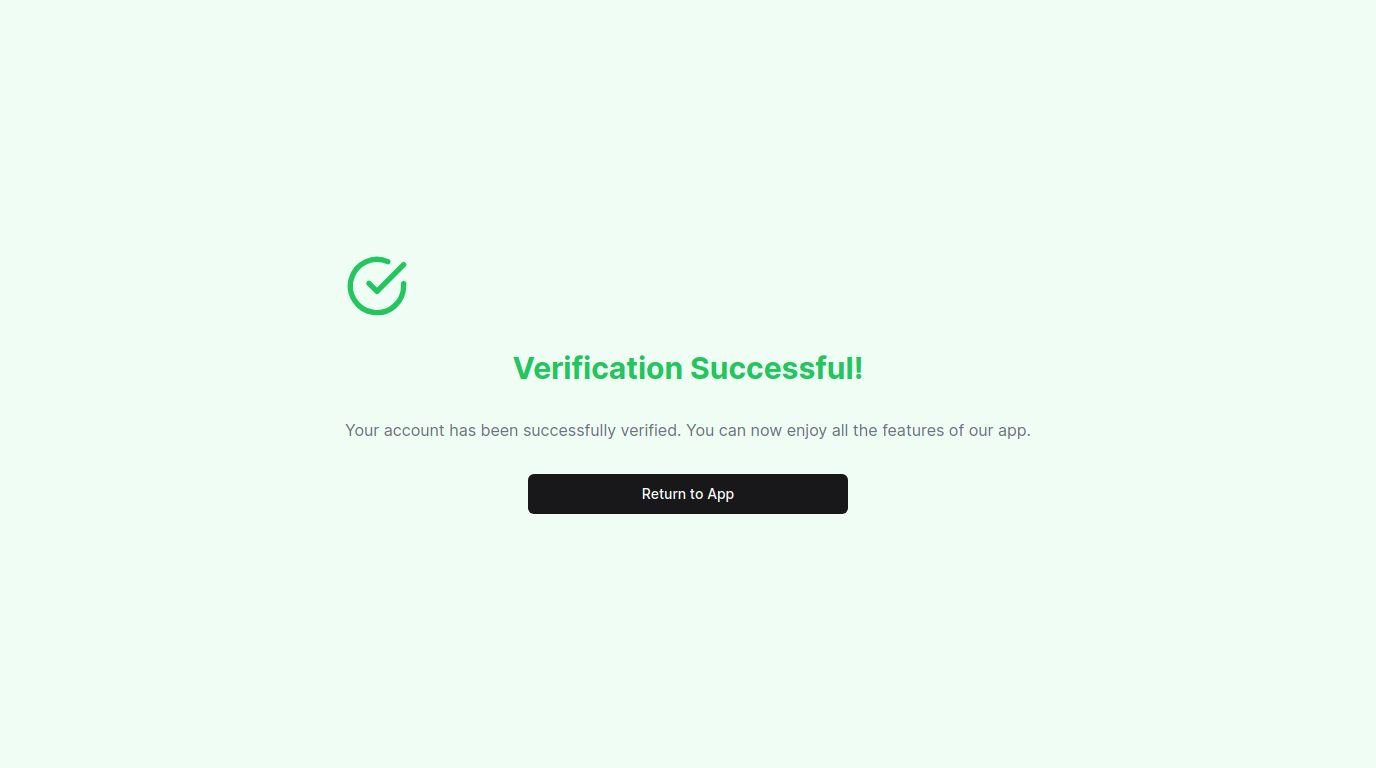 Verification Successful!
Your account has been successfully verified. You can now enjoy all the features of our app.
Return to App